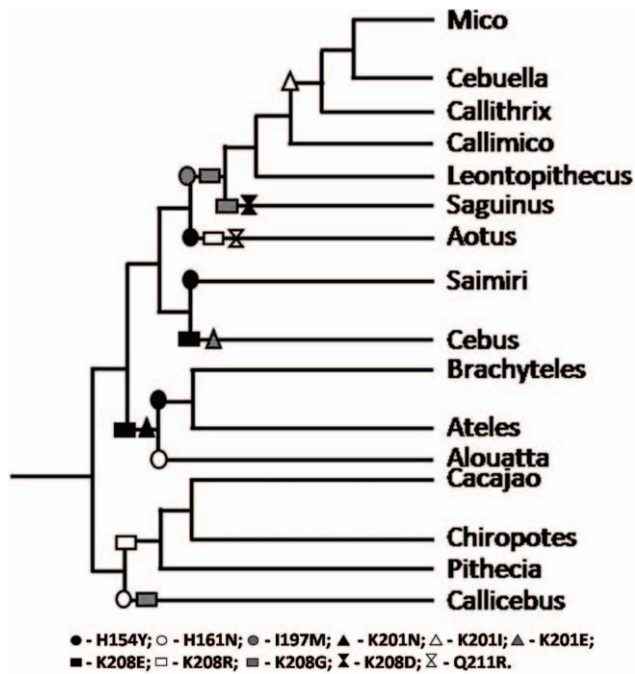 Mico
Cebuella
Callithrix
Callimico
Leontopithecus
Saguinus
Aotus
Saimiri
Cebus
Brachyteles
Ateles
Alouatta
Cacajao
Chiropotes
Pithecia
Callicebus
●- H154Y; ○- H161N; ●- I197M; ▲- K201N; △- K201I; ▲- K201E;
■- K208E; □- K208R; ■- K208G; ⧗- K208D; ⧖- Q211R.